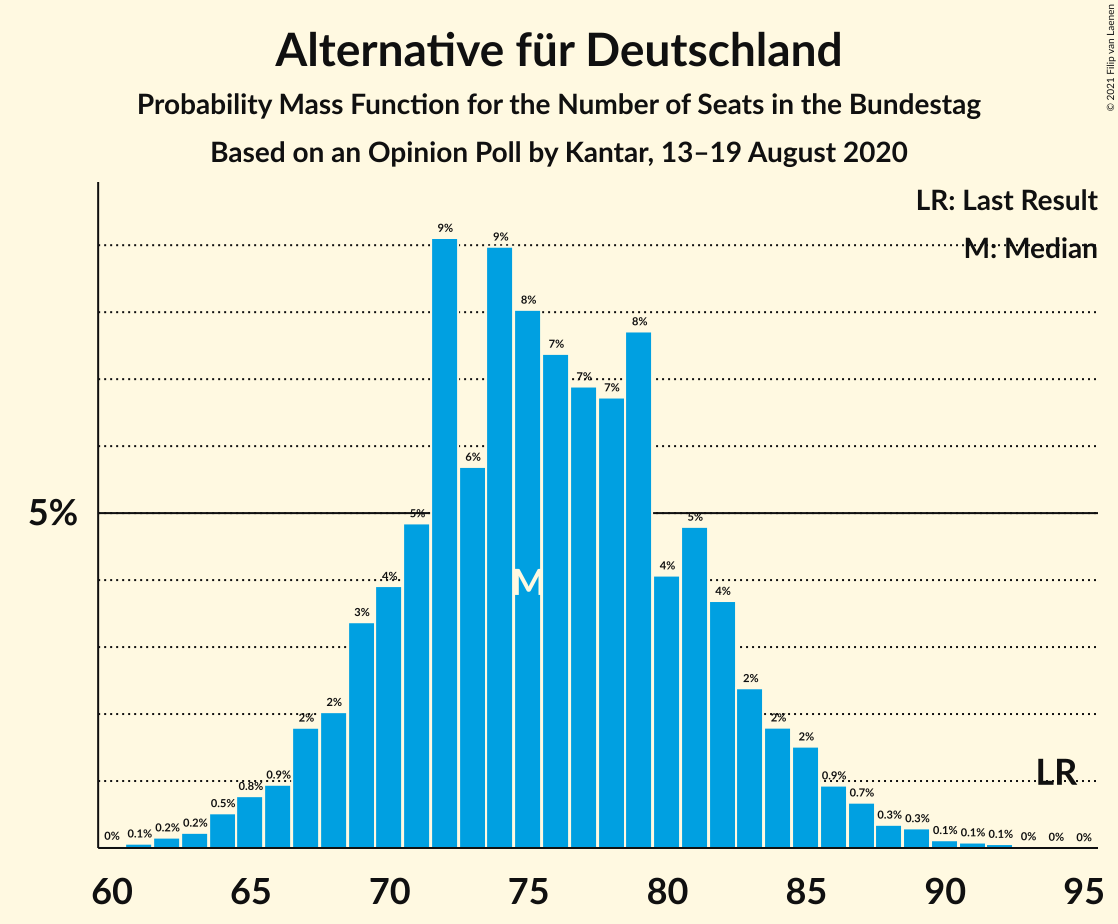 Alternative für Deutschland
Probability Mass Function for the Number of Seats in the Bundestag
Based on an Opinion Poll by Kantar, 13–19 August 2020
© 2021 Filip van Laenen
LR: Last Result
M: Median
5%
0% 0.1% 0.2% 0.2% 0.5% 0.8% 0.9% 2% 2% 3% 4% 5% 9% 6% 9% 8% 7% 7% 7% 8% 4% 5% 4% 2% 2% 2% 0.9% 0.7% 0.3% 0.3% 0.1% 0.1% 0.1% 0% 0% 0%
M
LR
60 65 70 75 80 85 90 95